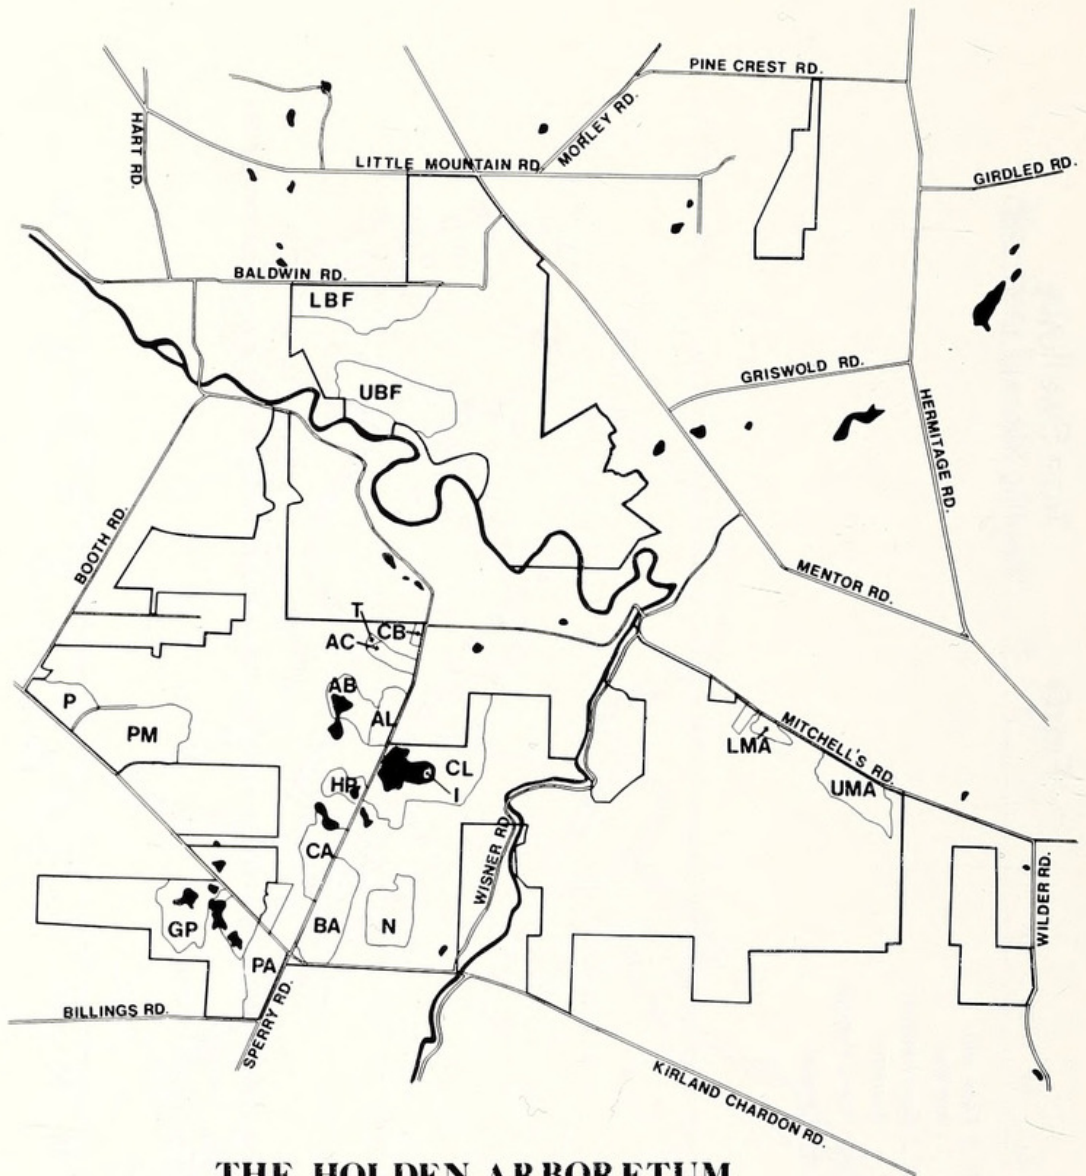 PINE CREST RD.
MORLEY RD.
HART RD.
LITTLE MOUNTAIN RD
GIRDLED RD.
BALDWIN RD.
LBF
GRISWOLD RD.
UBF
HERMITAGE RD.
BOOTH RD.
MENTOR RD.
T
CB
AC
AB
P
AL
PM
MITCHELL'S RD.
LMA
CL
HP
I
UMA
WISNER RD
CA
WILDER RD.
GP
BA
N
PA
BILLINGS RD.
SPERRY RD.
KIRLAND CHARDON RD.
THE HOLDEN ARBORETUM